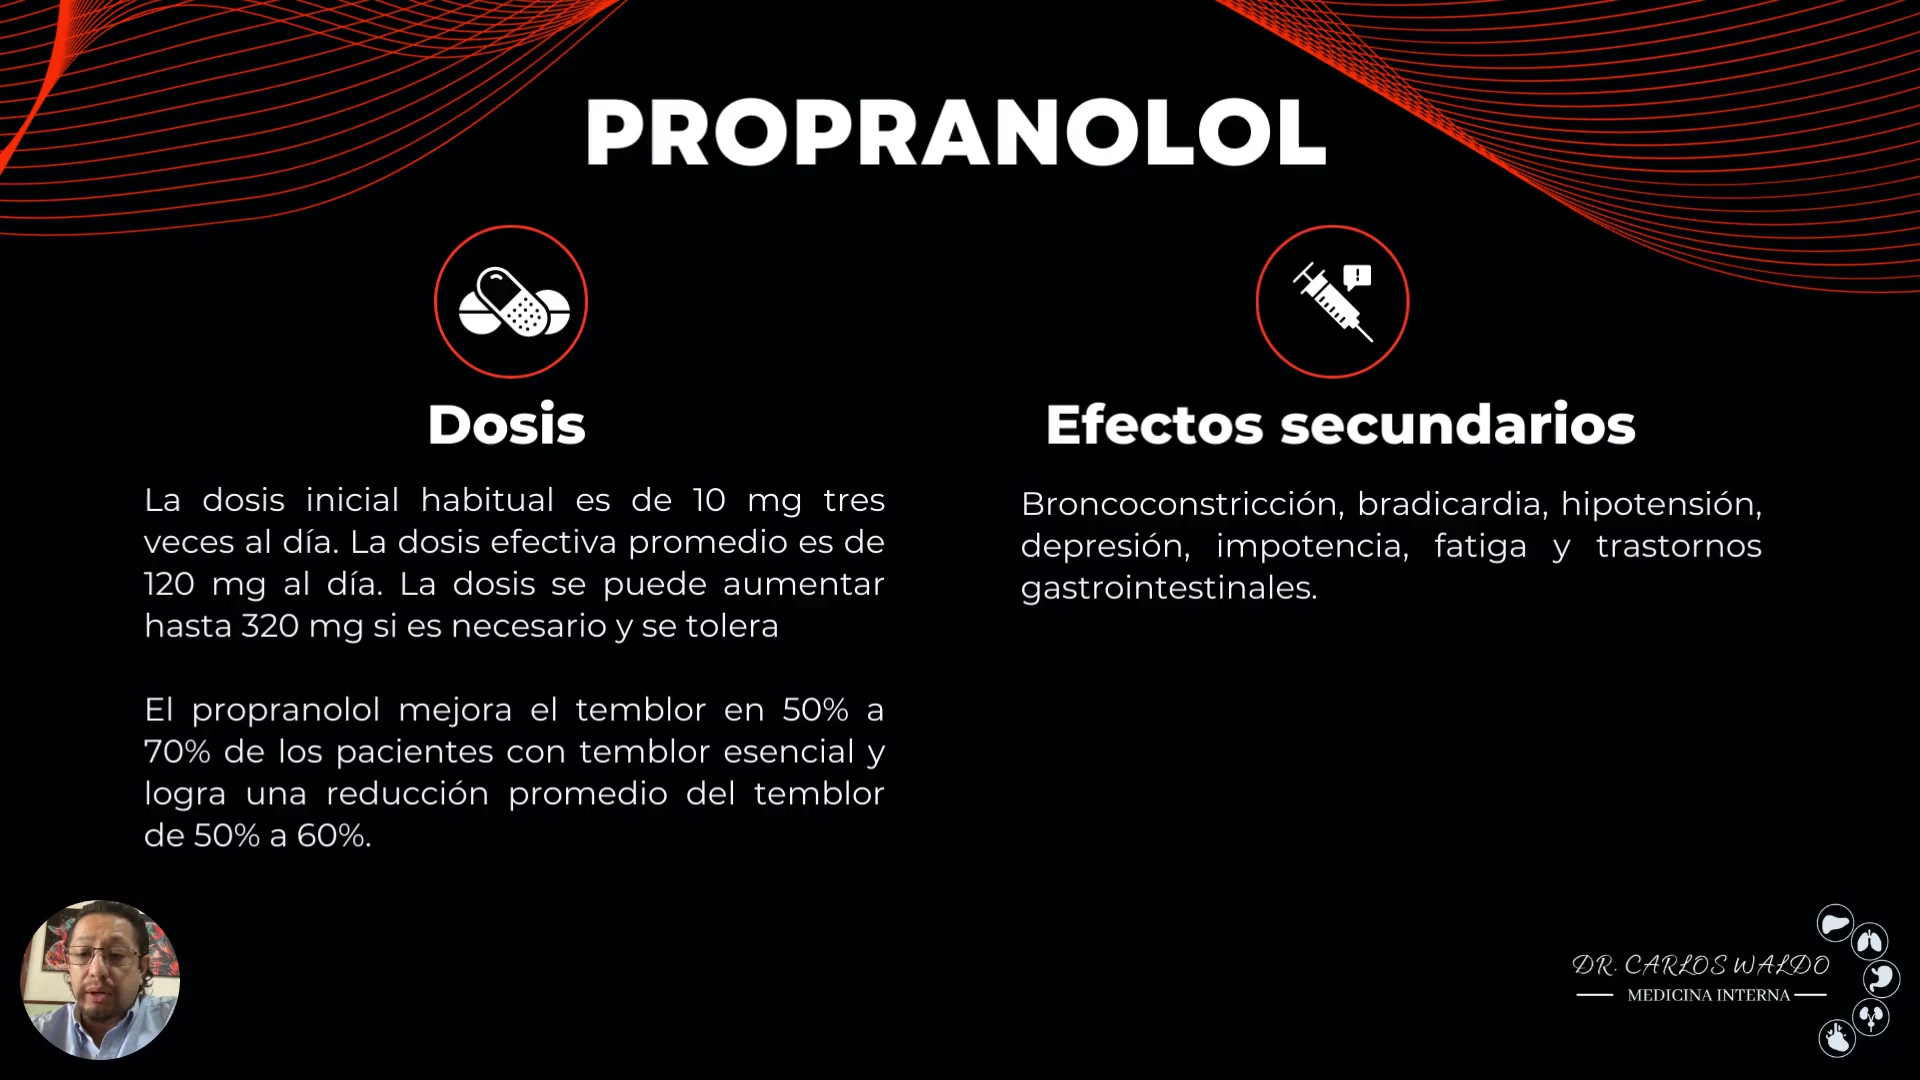 PROPRANOLOL
Dosis
La dosis inicial habitual es de 10 mg tres
veces al día. La dosis efectiva promedio es de
120 mg al día. La dosis se puede aumentar
hasta 320 mg si es necesario y se tolera
El propranolol mejora el temblor en 50% a
70% de los pacientes con temblor esencial y
logra una reducción promedio del temblor
de 50% a 60%.
Efectos secundarios
Broncoconstricción, bradicardia, hipotensión,
depresión, impotencia, fatiga y trastornos
gastrointestinales.
DR. CARLOS WALDO
MEDICINA INTERNA